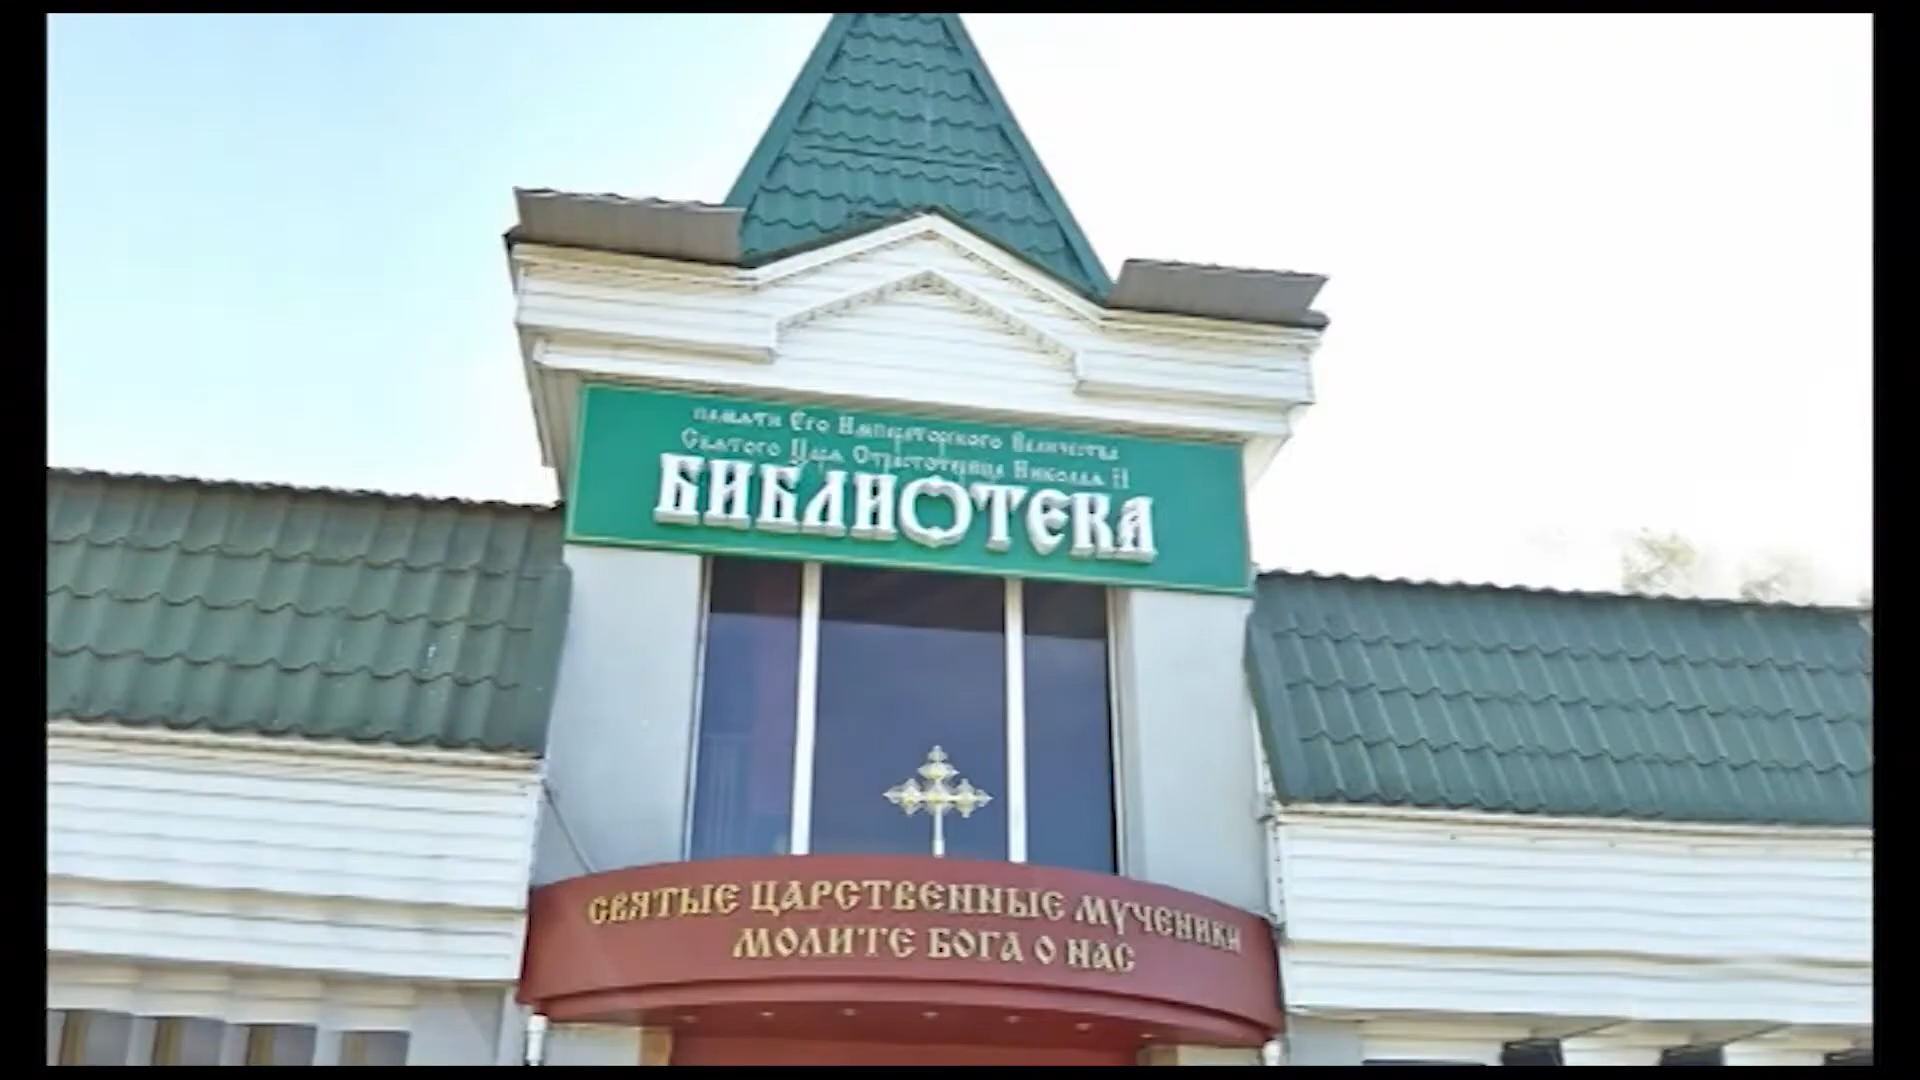 памяти Его Императорского Величества
Святого Царя Страстотерпца Николая II
БИБЛИОТЕКА
СВЯТЫЕ ЦАРСТВЕННЫЕ МУЧЕНИКИ
МОЛИТЕ БОГА О НАС